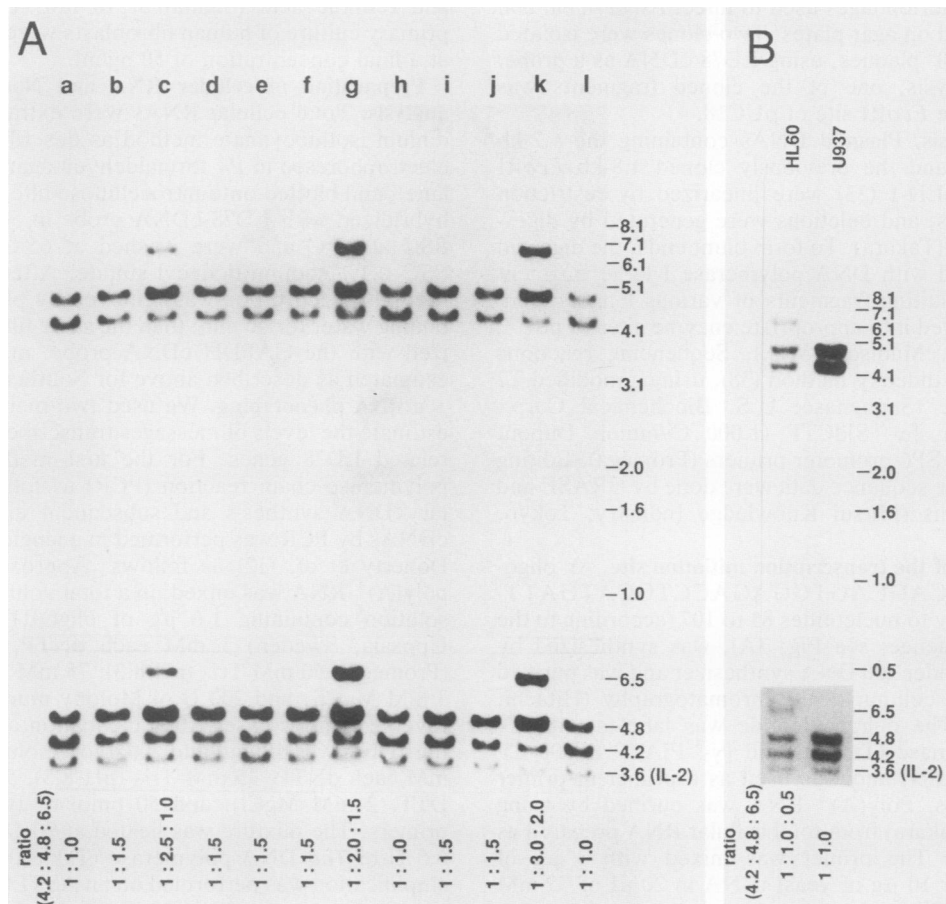 A
a b c d e f g h i j k l
8.1
7.1
6.1
5.1
4.1
3.1
2.0
1.6
1.0
0.5
6.5
4.8
4.2
3.6 (IL-2)
ratio
(4.2 : 4.8 : 6.5)
1 : 1.0
1 : 1.5
1 : 2.5 : 1.0
1 : 1.5
1 : 1.5
1 : 1.5
1 : 2.0 : 1.5
1 : 1.0
1 : 1.5
1 : 1.5
1 : 3.0 : 2.0
1 : 1.0
B
HL60
U937
8.1
7.1
6.1
5.1
4.1
3.1
2.0
1.6
1.0
0.5
6.5
4.8
4.2
3.6 (IL-2)
ratio
(4.2 : 4.8 : 6.5)
1 : 1.0 : 0.5
1 : 1.0